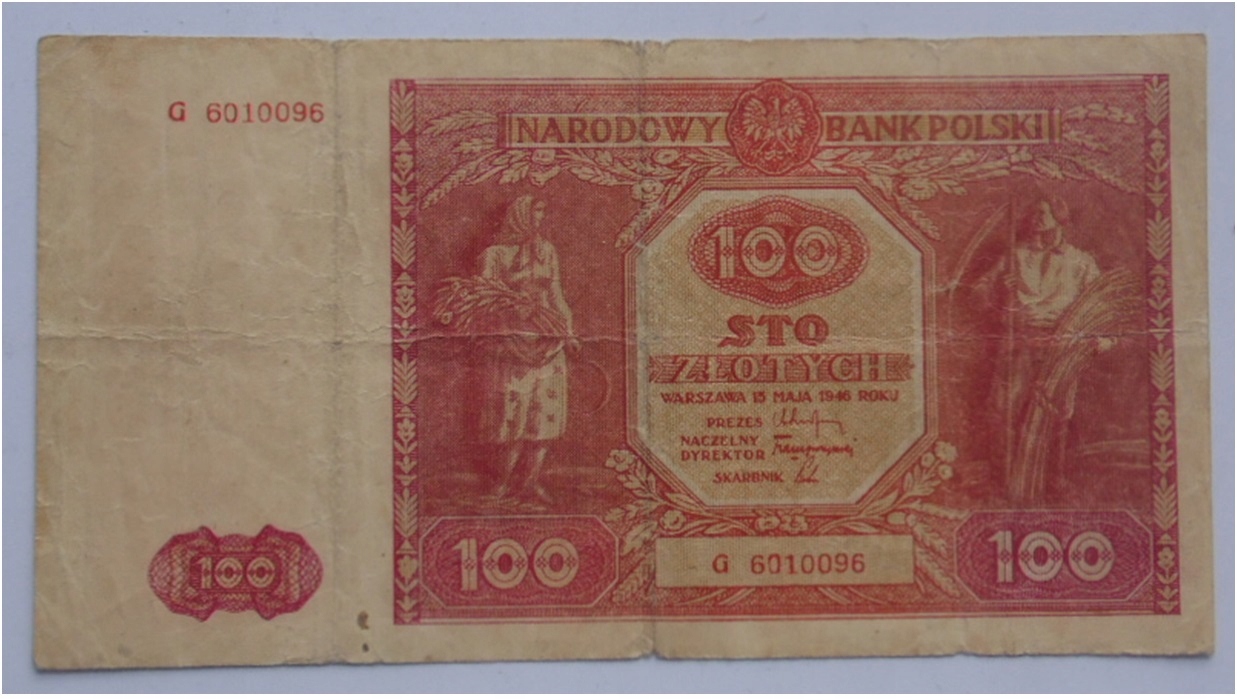 G 6010096
NARODOWY BANK POLSKI
100
STO
ZŁOTYCH
WARSZAWA 15 MAJA 1946 ROKU
PREZES
NACZELNY
DYREKTOR
SKARBNIK
100
100
G 6010096
100